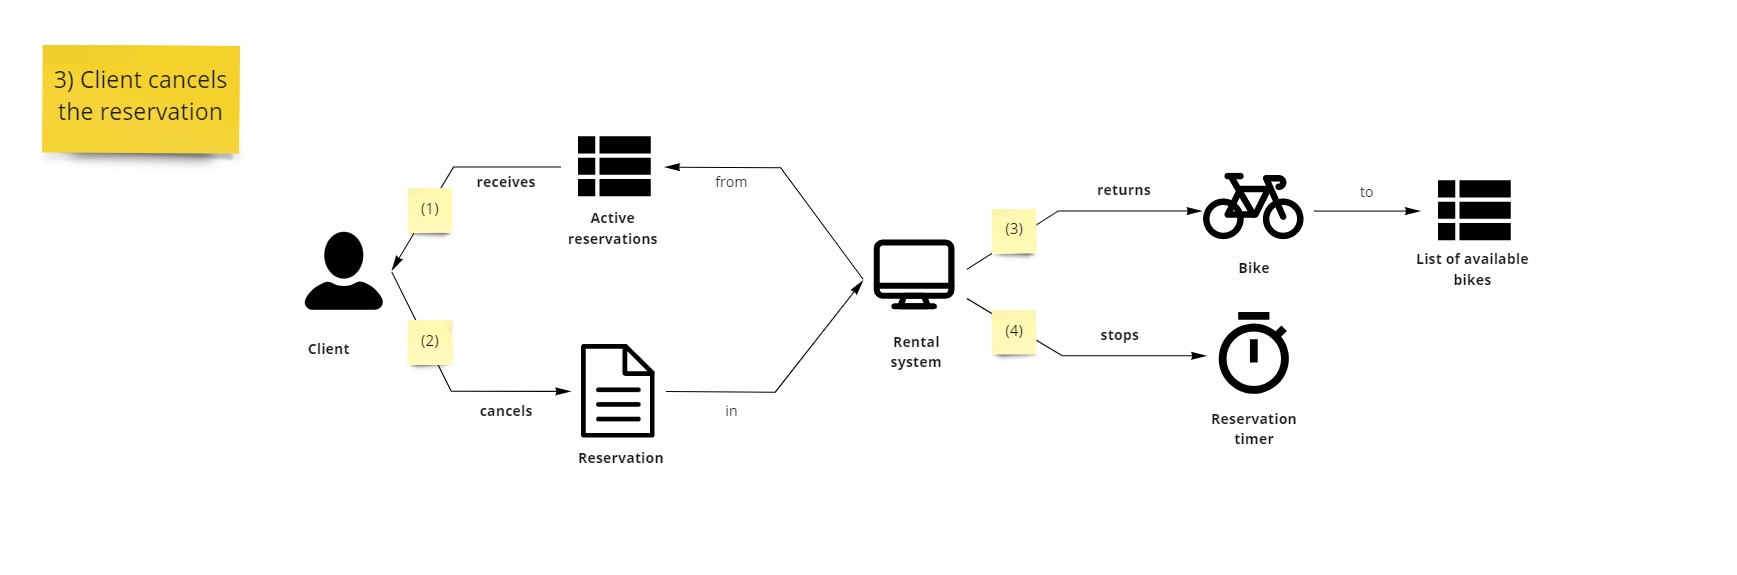 3) Client cancels
the reservation
(1)
receives
Active
reservations
from
Client
(2)
cancels
Reservation
in
Rental
system
(3)
returns
Bike
to
List of available
bikes
(4)
stops
Reservation
timer